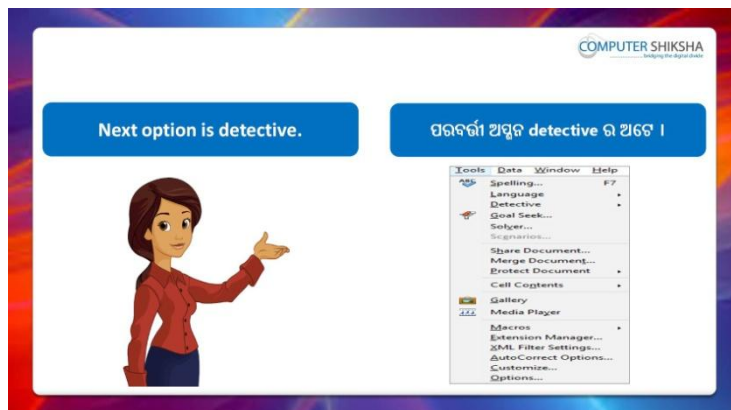 COMPUTER SHIKSHA
Bridging the digital divide
Next option is detective.
ପରବର୍ତ୍ତୀ ଅପ୍ସନ detective ର ଅଟେ ।
Tools Data Window Help
ABC Spelling... F7
Language
Detective
Goal Seek...
Solver...
Scenarios...
Share Document...
Merge Document...
Protect Document
Cell Contents
Gallery
Media Player
Macros
Extension Manager...
XML Filter Settings...
AutoCorrect Options...
Customize...
Options...